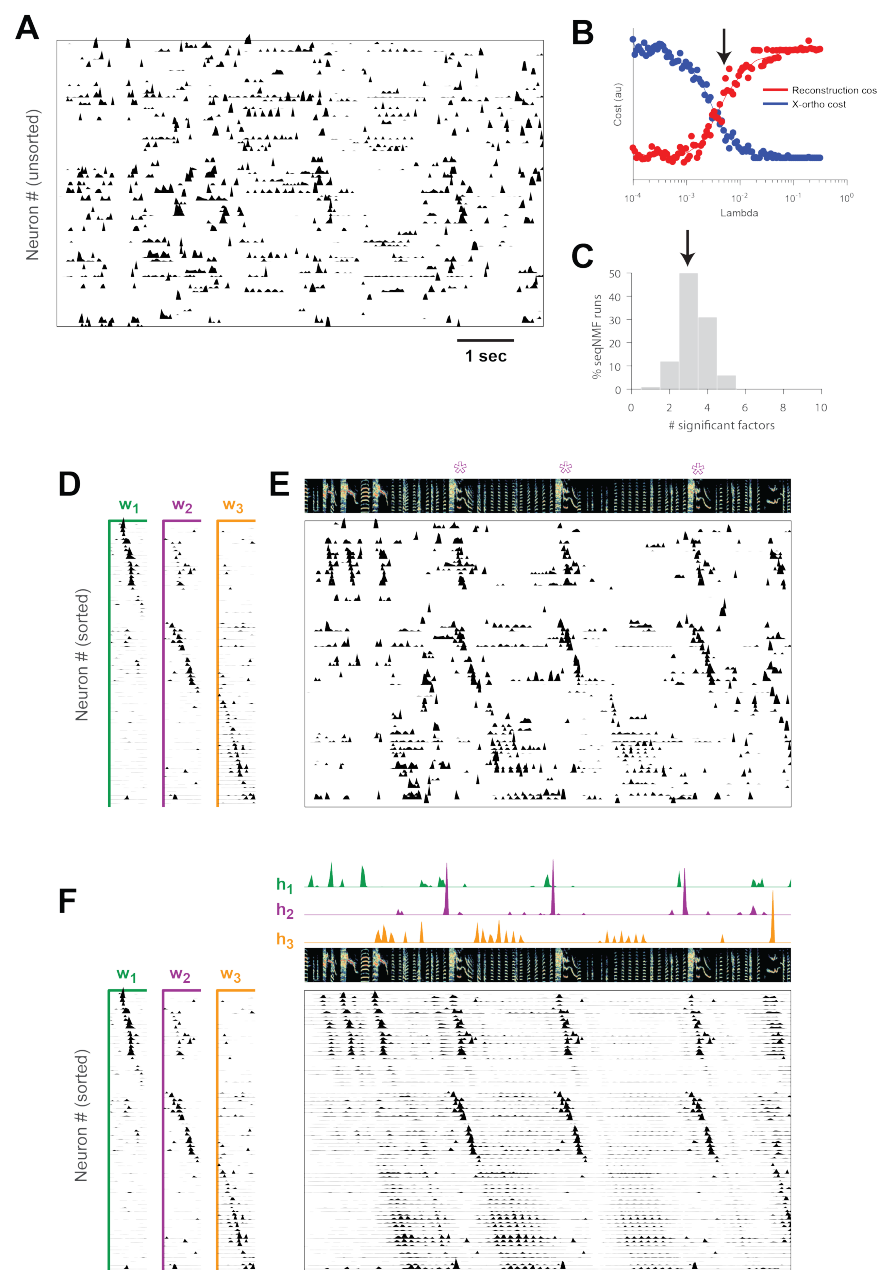 A
Neuron # (unsorted)
1 sec
B
Cost (au)
Reconstruction cos
X-ortho cost
10-4
10-3
10-2
10-1
100
Lambda
C
% seqNMF runs
50
40
30
20
10
0
0
2
4
6
8
10
# significant factors
D
w1
w2
w3
Neuron # (sorted)
E
* * *
F
h1
h2
h3
w1
w2
w3
Neuron # (sorted)